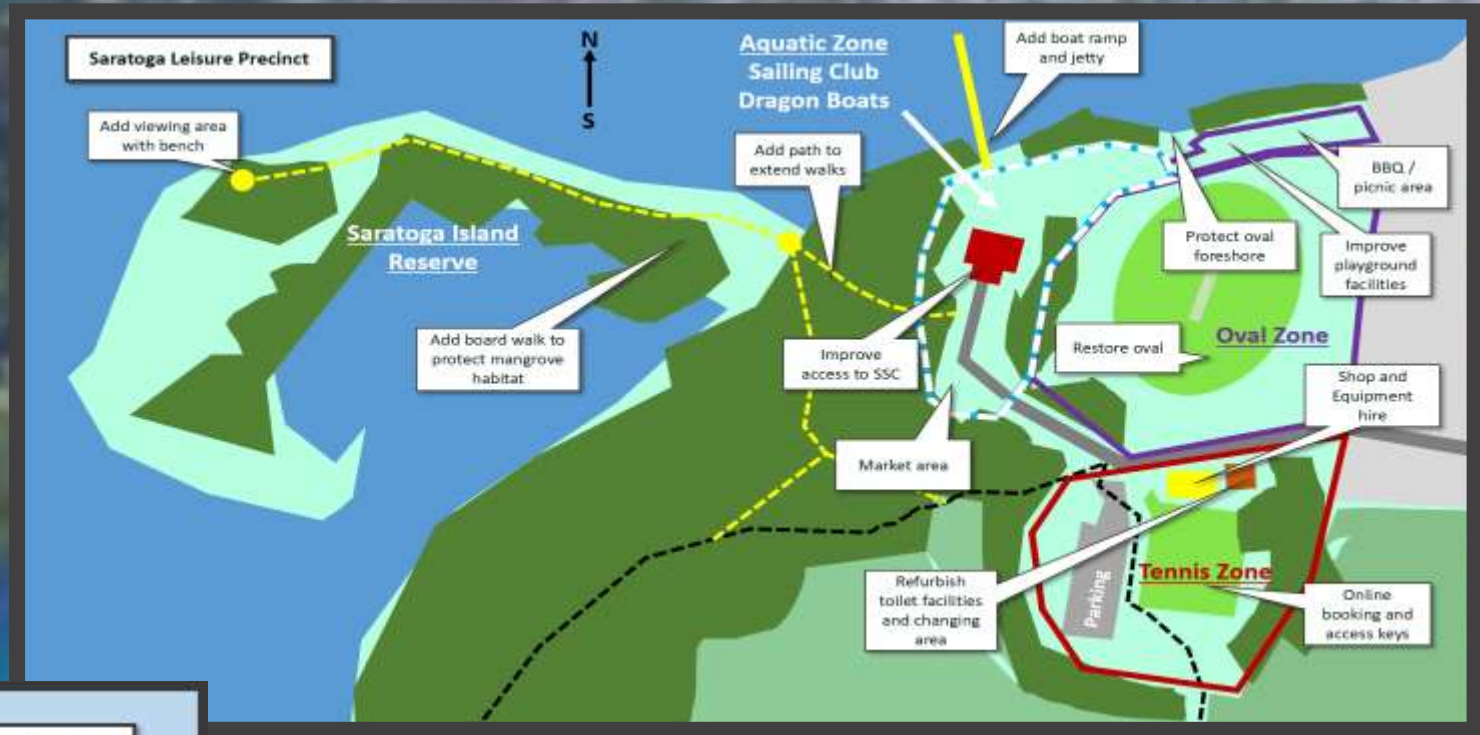 Saratoga Leisure Precinct
N
S
Aquatic Zone
Sailing Club
Dragon Boats
Add boat ramp
and jetty
Add viewing area
with bench
Add path to
extend walks
BBQ /
picnic area
Saratoga Island
Reserve
Protect oval
foreshore
Improve
playground
facilities
Add board walk to
protect mangrove
habitat
Improve
access to SSC
Restore oval
Oval Zone
Shop and
Equipment
hire
Market area
Refurbish
toilet facilities
and changing
area
Parking
Tennis Zone
Online
booking and
access keys